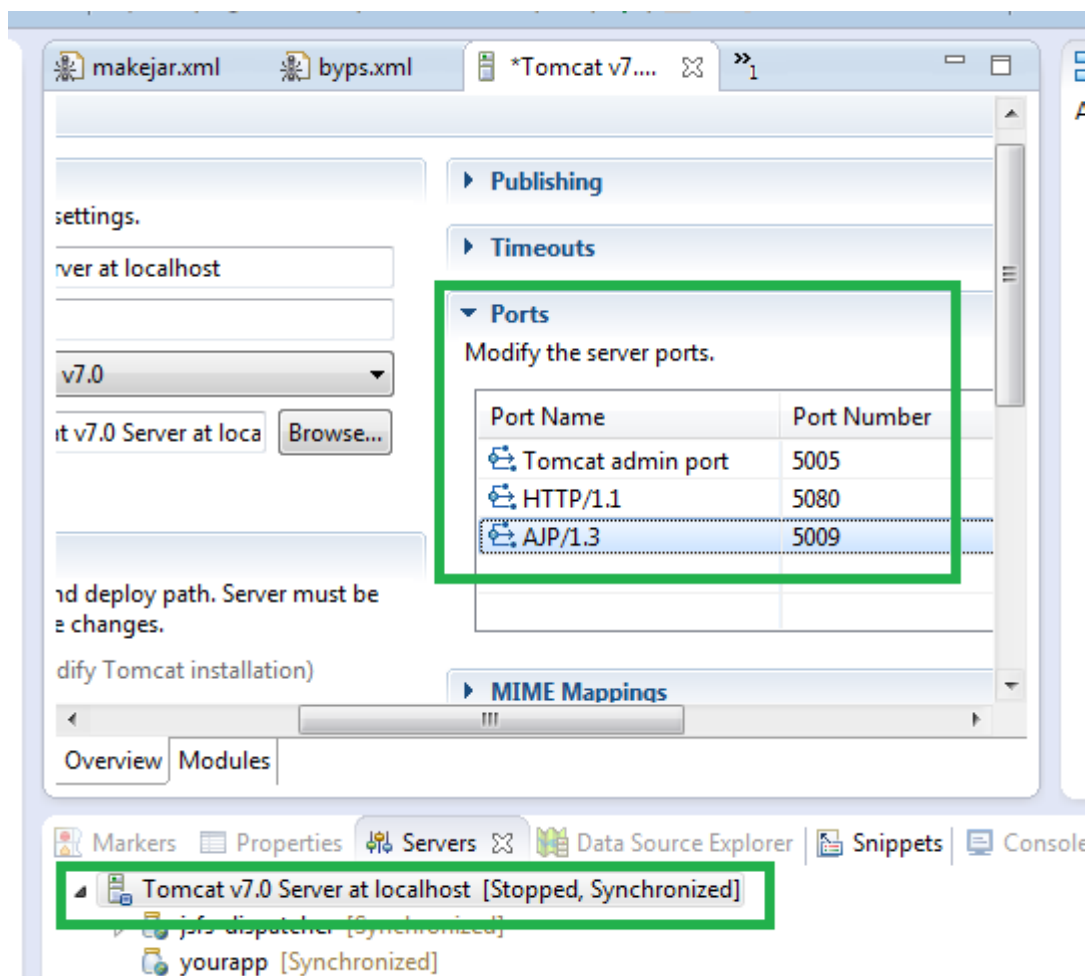 makejar.xml byps.xml *Tomcat v7.... »1
settings.
rver at localhost
v7.0
at v7.0 Server at loca Browse...
nd deploy path. Server must be
e changes.
dify Tomcat installation)
Publishing
Timeouts
Ports
Modify the server ports.
Port Name Port Number
Tomcat admin port 5005
HTTP/1.1 5080
AJP/1.3 5009
MIME Mappings
Overview Modules
Markers Properties Servers Data Source Explorer Snippets Console
Tomcat v7.0 Server at localhost [Stopped, Synchronized]
jsfs-dispatcher [Synchronized]
yourapp [Synchronized]